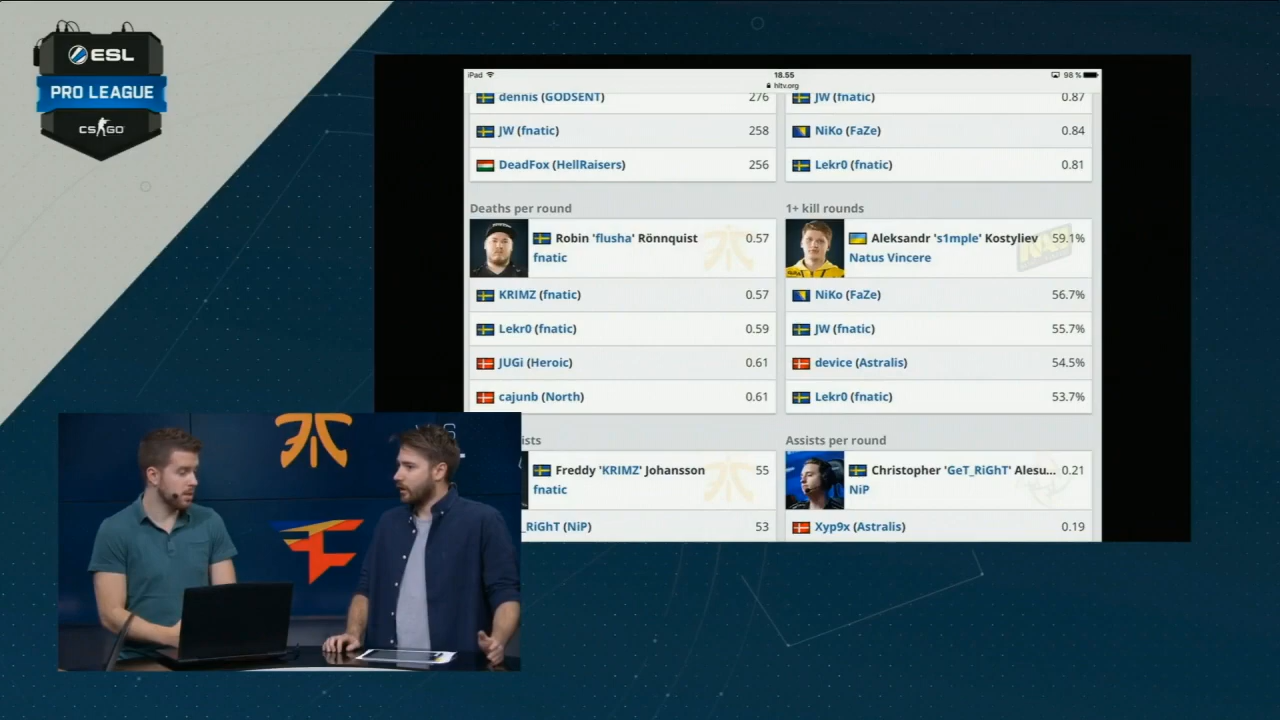 ESL
PRO LEAGUE
CS GO
iPad
18.55
98 %
hltv.org
dennis (GODSENT) 276
JW (fnatic) 258
DeadFox (HellRaisers) 256
JW (fnatic) 0.87
NiKo (FaZe) 0.84
Lekr0 (fnatic) 0.81
Deaths per round
Robin 'flusha' Rönnquist 0.57
fnatic
KRIMZ (fnatic) 0.57
Lekr0 (fnatic) 0.59
JUGi (Heroic) 0.61
cajunb (North) 0.61
1+ kill rounds
Aleksandr 's1mple' Kostyliev 59.1%
Natus Vincere
NiKo (FaZe) 56.7%
JW (fnatic) 55.7%
device (Astralis) 54.5%
Lekr0 (fnatic) 53.7%
ists
Freddy 'KRIMZ' Johansson 55
fnatic
_RiGhT (NiP) 53
Assists per round
Christopher 'GeT_RiGhT' Alesu... 0.21
NiP
Xyp9x (Astralis) 0.19